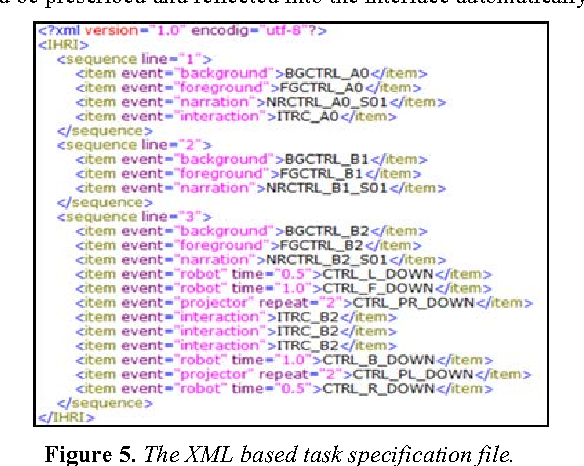 d be prescribed and reflected into the interface automatically
<?xml version="1.0" encodig="utf-8"?>
<IHRI>
<sequence line="1">
<item event="background">BGCTRL_A0</item>
<item event="foreground">FGCTRL_A0</item>
<item event="narration">NRCTRL_A0_S01</item>
<item event="interaction">ITRC_A0</item>
</sequence>
<sequence line="2">
<item event="background">BGCTRL_B1</item>
<item event="foreground">FGCTRL_B1</item>
<item event="narration">NRCTRL_B1_S01</item>
</sequence>
<sequence line="3">
<item event="background">BGCTRL_B2</item>
<item event="foreground">FGCTRL_B2</item>
<item event="narration">NRCTRL_B2_S01</item>
<item event="robot" time="0.5">CTRL_L_DOWN</item>
<item event="robot" time="1.0">CTRL_F_DOWN</item>
<item event="projector" repeat="2">CTRL_PR_DOWN</item>
<item event="interaction">ITRC_B2</item>
<item event="interaction">ITRC_B2</item>
<item event="interaction">ITRC_B2</item>
<item event="robot" time="1.0">CTRL_B_DOWN</item>
<item event="projector" repeat="2">CTRL_PL_DOWN</item>
<item event="robot" time="0.5">CTRL_R_DOWN</item>
</sequence>
</IHRI>
Figure 5. The XML based task specification file.